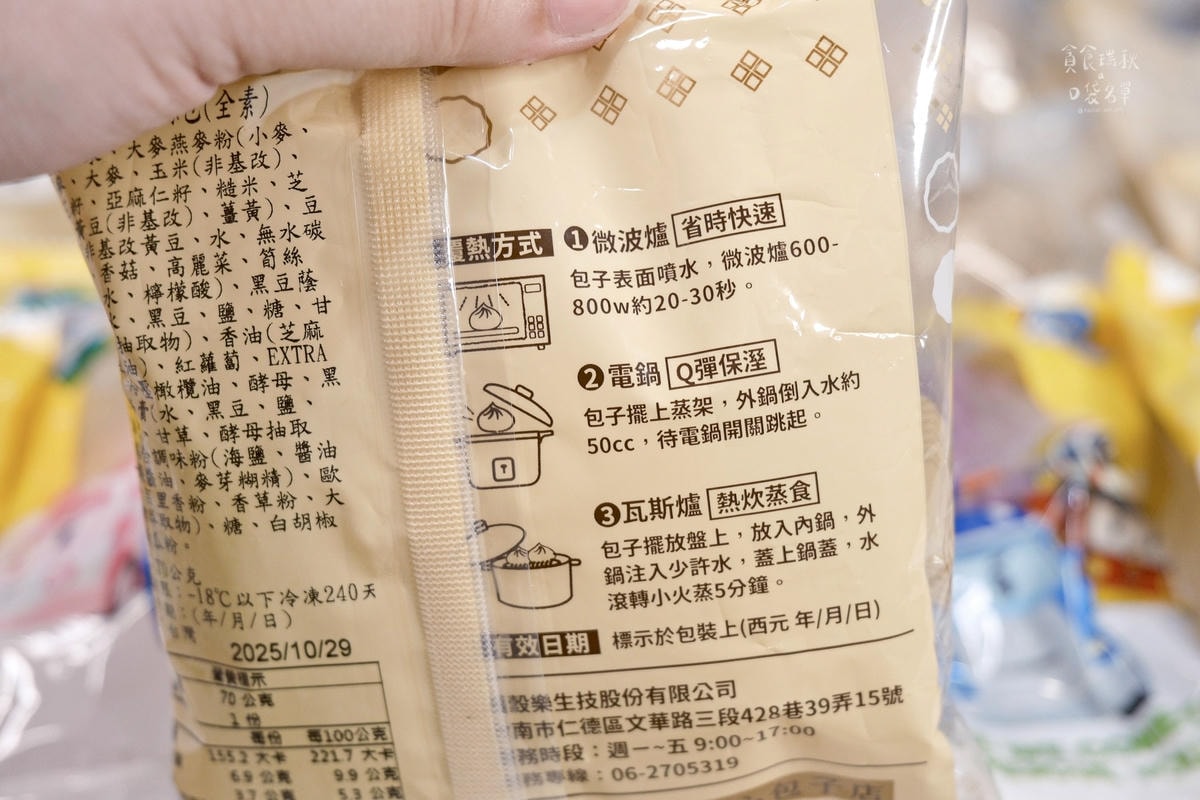 (全素)
大麥燕麥粉(小麥、
、大麥、玉米(非基改)、
籽、亞麻仁籽、糙米、芝
黃豆(非基改)、薑黃)、豆
非基改黃豆、水、無水碳
香菇、高麗菜、筍絲
水、檸檬酸)、黑豆蔭
、黑豆、鹽、糖、甘
抽取物)、香油(芝麻
油)、紅蘿蔔、EXTRA
橄欖油、酵母、黑
(水、黑豆、鹽、
、甘草、酵母抽取
調味粉(海鹽、醬油
、麥芽糊精)、歐
黑香粉、香草粉、大
取物)、糖、白胡椒
粉。
70公克
:-18℃以下冷凍240天
:(年/月/日)
台灣
2025/10/29
營養標示
70 公克
1 份
每份 每100公克
155.2 大卡 221.7 大卡
6.9 公克 9.9 公克
3.7 公克 5.3 公克
覆熱方式
❶微波爐 省時快速
包子表面噴水,微波爐600-
800w約20-30秒。
❷電鍋 Q彈保溼
包子擺上蒸架,外鍋倒入水約
50cc,待電鍋開關跳起。
❸瓦斯爐 熱炊蒸食
包子擺放盤上,放入內鍋,外
鍋注入少許水,蓋上鍋蓋,水
滾轉小火蒸5分鐘。
有效日期 標示於包裝上(西元 年/月/日)
穀樂生技股份有限公司
南市仁德區文華路三段428巷39弄15號
務時段:週一~五 9:00~17:00
務專線:06-2705319
包子店
貪食瑞秋
口袋名單